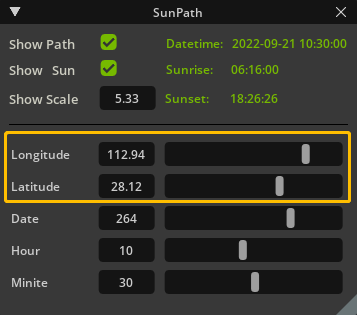 SunPath
Show Path Datetime: 2022-09-21 10:30:00
Show Sun Sunrise: 06:16:00
Show Scale 5.33 Sunset: 18:26:26
Longitude 112.94
Latitude 28.12
Date 264
Hour 10
Minite 30